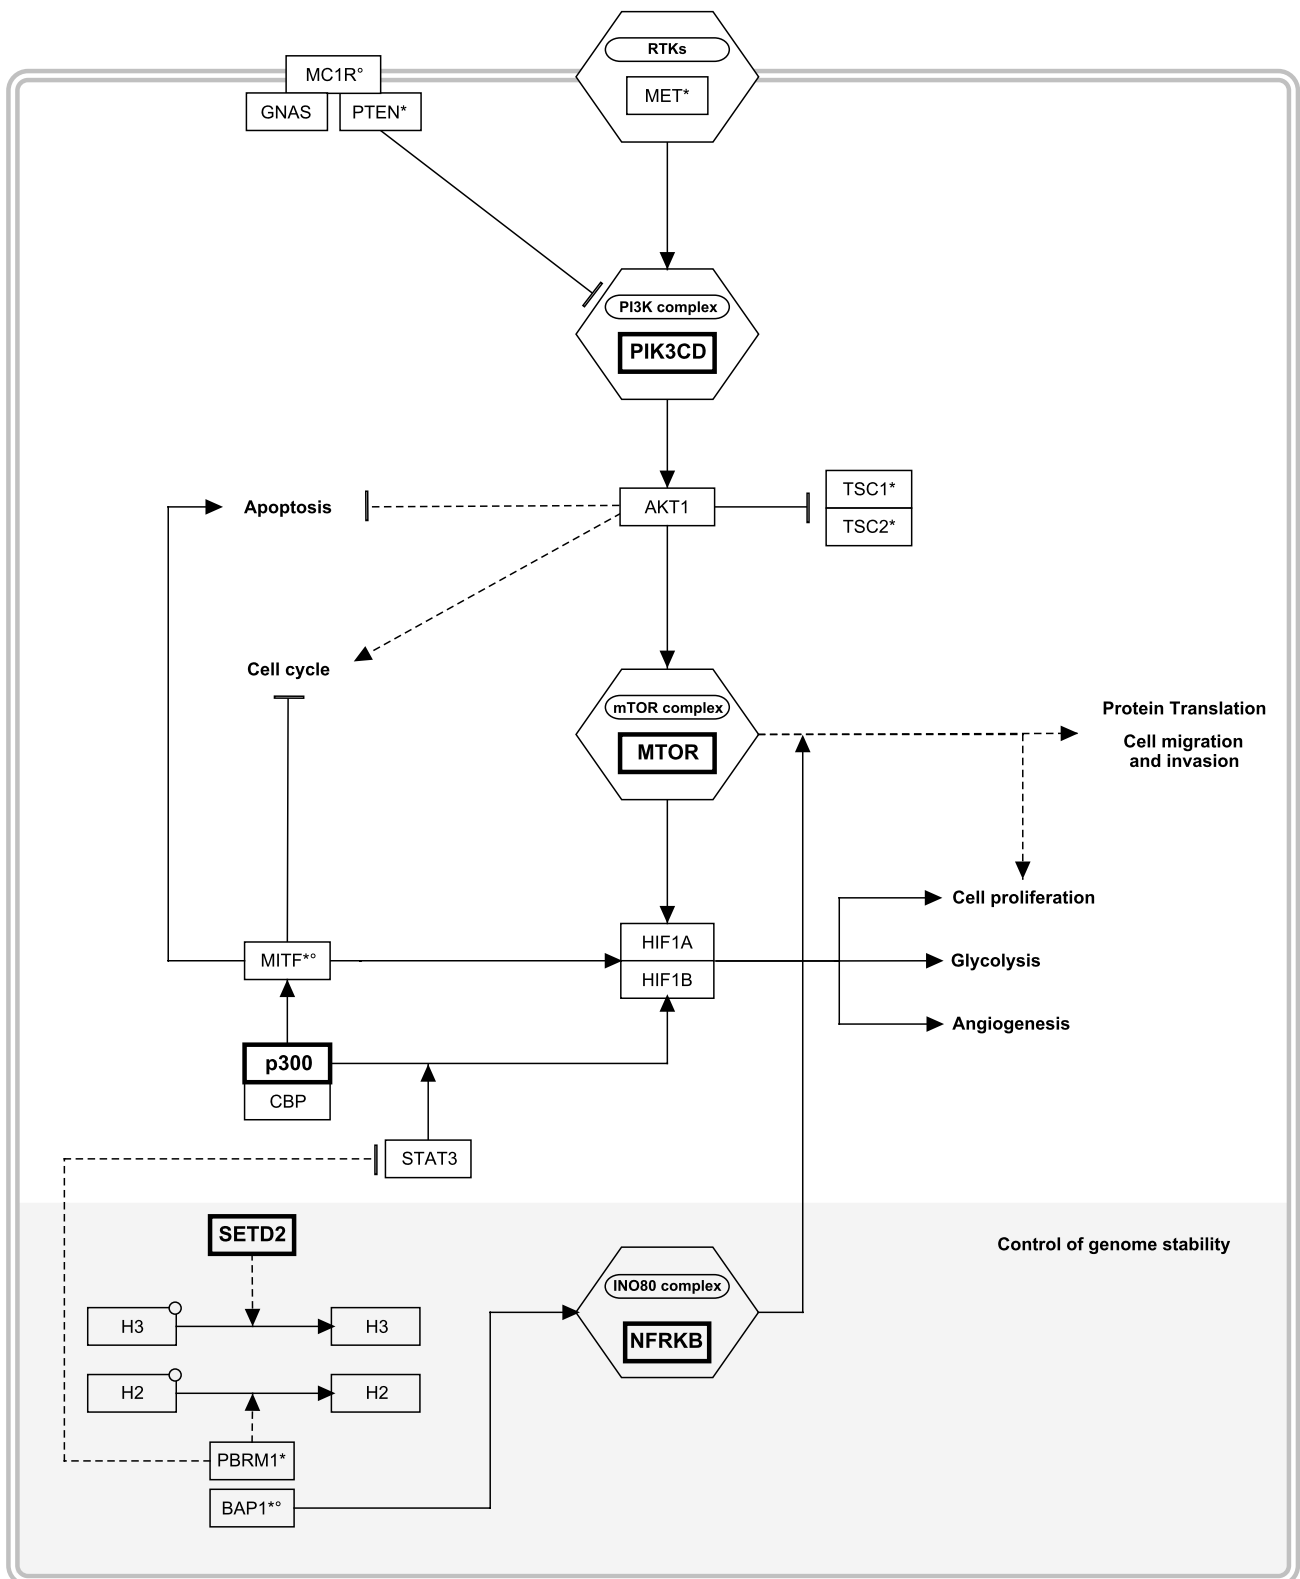 RTKs
MC1R°
MET*
GNAS
PTEN*
PI3K complex
PIK3CD
Apoptosis
AKT1
TSC1*
TSC2*
Cell cycle
mTOR complex
MTOR
Protein Translation
Cell migration
and invasion
Cell proliferation
HIF1A
MITF*°
Glycolysis
HIF1B
Angiogenesis
p300
CBP
STAT3
SETD2
Control of genome stability
INO80 complex
H3
H3
NFRKB
H2
H2
PBRM1*
BAP1*°